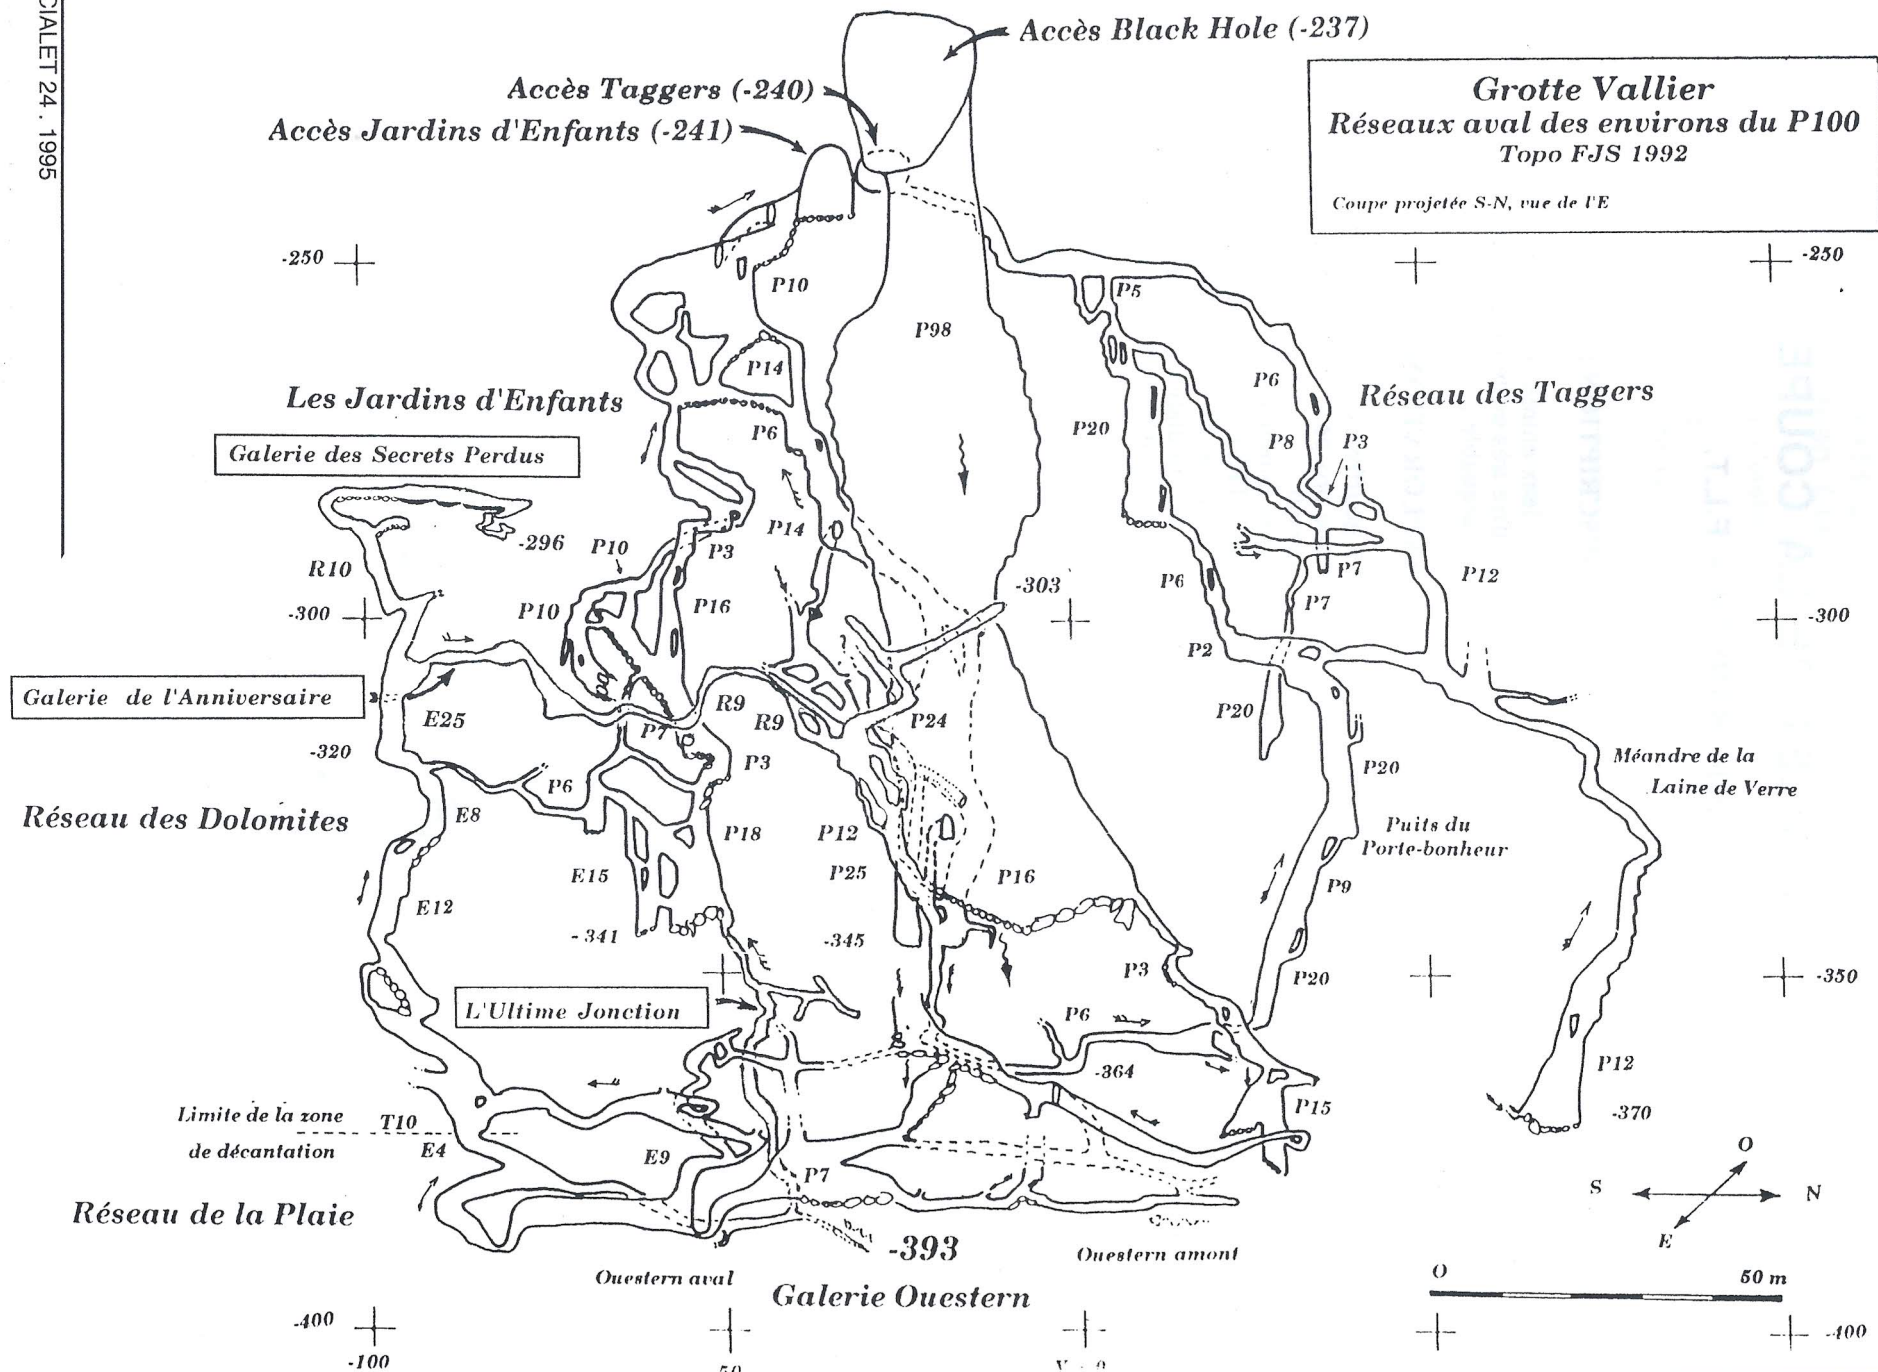 CIALET 24. 1995
Accès Black Hole (-237)
Accès Taggers (-240)
Accès Jardins d'Enfants (-241)
Grotte Vallier
Réseaux aval des environs du P100
Topo FJS 1992
Coupe projetée S-N, vue de l'E
-250
-250
P10
P5
P98
P14
P6
Les Jardins d'Enfants
Réseau des Taggers
P20
P6
P8
P3
Galerie des Secrets Perdus
-296
P10
P3
P14
R10
P10
P16
-303
P6
P7
P7
P12
-300
-300
P2
Galerie de l'Anniversaire
E25
P7
R9
R9
P24
P20
-320
P6
P3
P20
Méandre de la
Laine de Verre
Réseau des Dolomites
E8
P18
P12
Puits du
Porte-bonheur
E15
P25
P16
P9
E12
-341
-345
P3
P20
-350
L'Ultime Jonction
P6
-364
P12
P15
-370
Limite de la zone
de décantation
T10
E4
E9
P7
O
S
N
E
Réseau de la Plaie
-393
Ouestern amont
Ouestern aval
Galerie Ouestern
O
50 m
-400
-400
-100